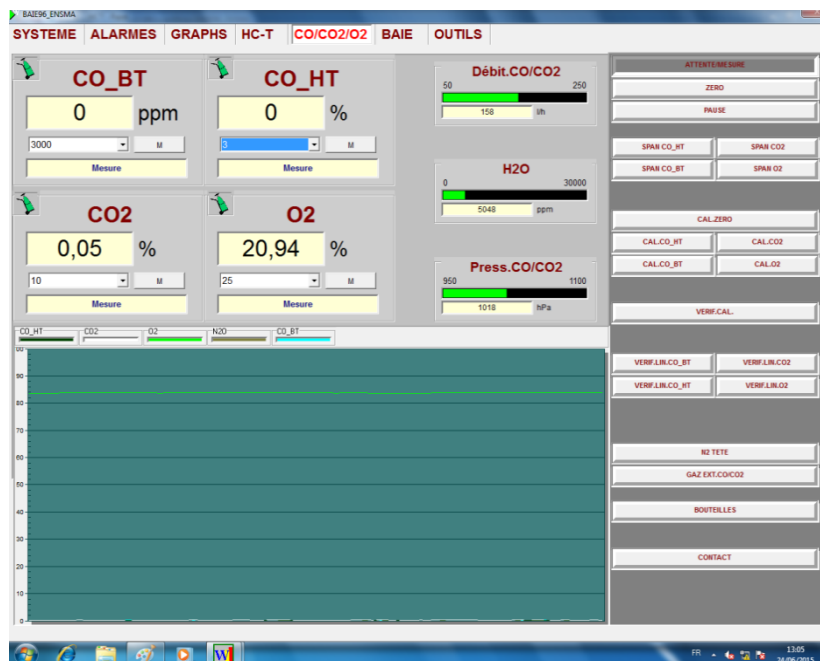 BAIE96_ENSMA
SYSTEME ALARMES GRAPHS HC-T CO/CO2/O2 BAIE OUTILS
CO_BT
0 ppm
3000 M
Mesure
CO_HT
0 %
3 M
Mesure
CO2
0,05 %
10 M
Mesure
O2
20,94 %
25 M
Mesure
Débit.CO/CO2
50 250
158 l/h
H2O
0 30000
5048 ppm
Press.CO/CO2
950 1100
1018 hPa
ATTENTE/MESURE
ZERO
PAUSE
SPAN CO_HT SPAN CO2
SPAN CO_BT SPAN O2
CAL.ZERO
CAL.CO_HT CAL.CO2
CAL.CO_BT CAL.O2
VERIF.CAL.
VERIF.LIN.CO_BT VERIF.LIN.CO2
VERIF.LIN.CO_HT VERIF.LIN.O2
N2 TETE
GAZ EXT.CO/CO2
BOUTEILLES
CONTACT
CO_HT CO2 O2 N2O CO_BT
90
80
70
60
50
40
30
20
10
0
FR 13:05
24/06/2015